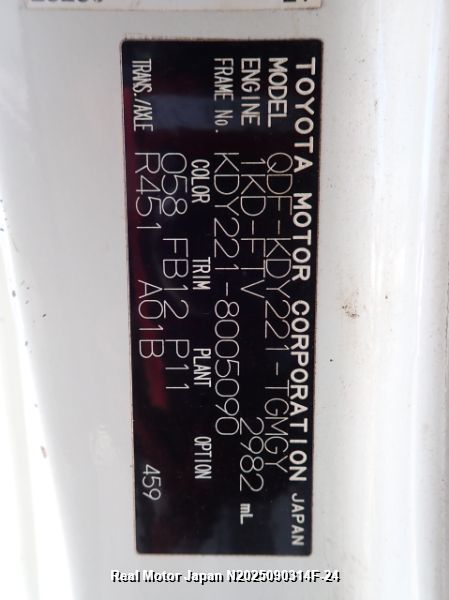 TOYOTA MOTOR CORPORATION JAPAN
MODEL QDF-KDY221-TGMGY
ENGINE 1KD-FTV 2982 mL
FRAME No. KDY221-8005090
COLOR TRIM PLANT OPTION
058 FB12 P11
TRANS./AXLE R451 A01B
459
Real Motor Japan N2025090314F-24